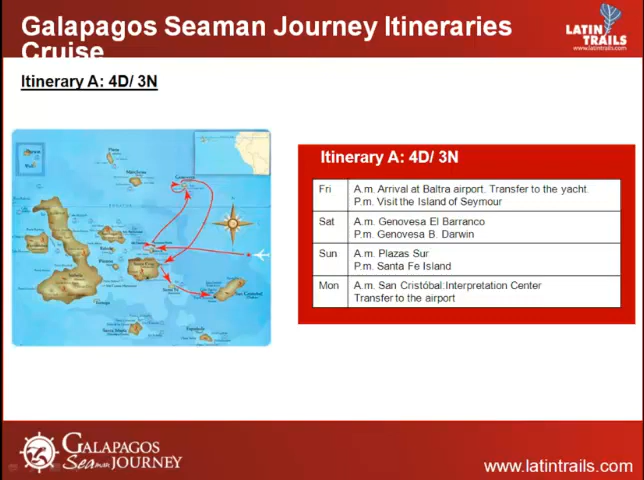 Galapagos Seaman Journey Itineraries
Cruise
LATIN
TRAILS
www.latintrails.com
Itinerary A: 4D/ 3N
Itinerary A: 4D/ 3N
Fri
A.m. Arrival at Baltra airport. Transfer to the yacht.
P.m. Visit the Island of Seymour
Sat
A.m. Genovesa El Barranco
P.m. Genovesa B. Darwin
Sun
A.m. Plazas Sur
P.m. Santa Fe Island
Mon
A.m. San Cristóbal:Interpretation Center
Transfer to the airport
GALAPAGOS
Seaman JOURNEY
www.latintrails.com